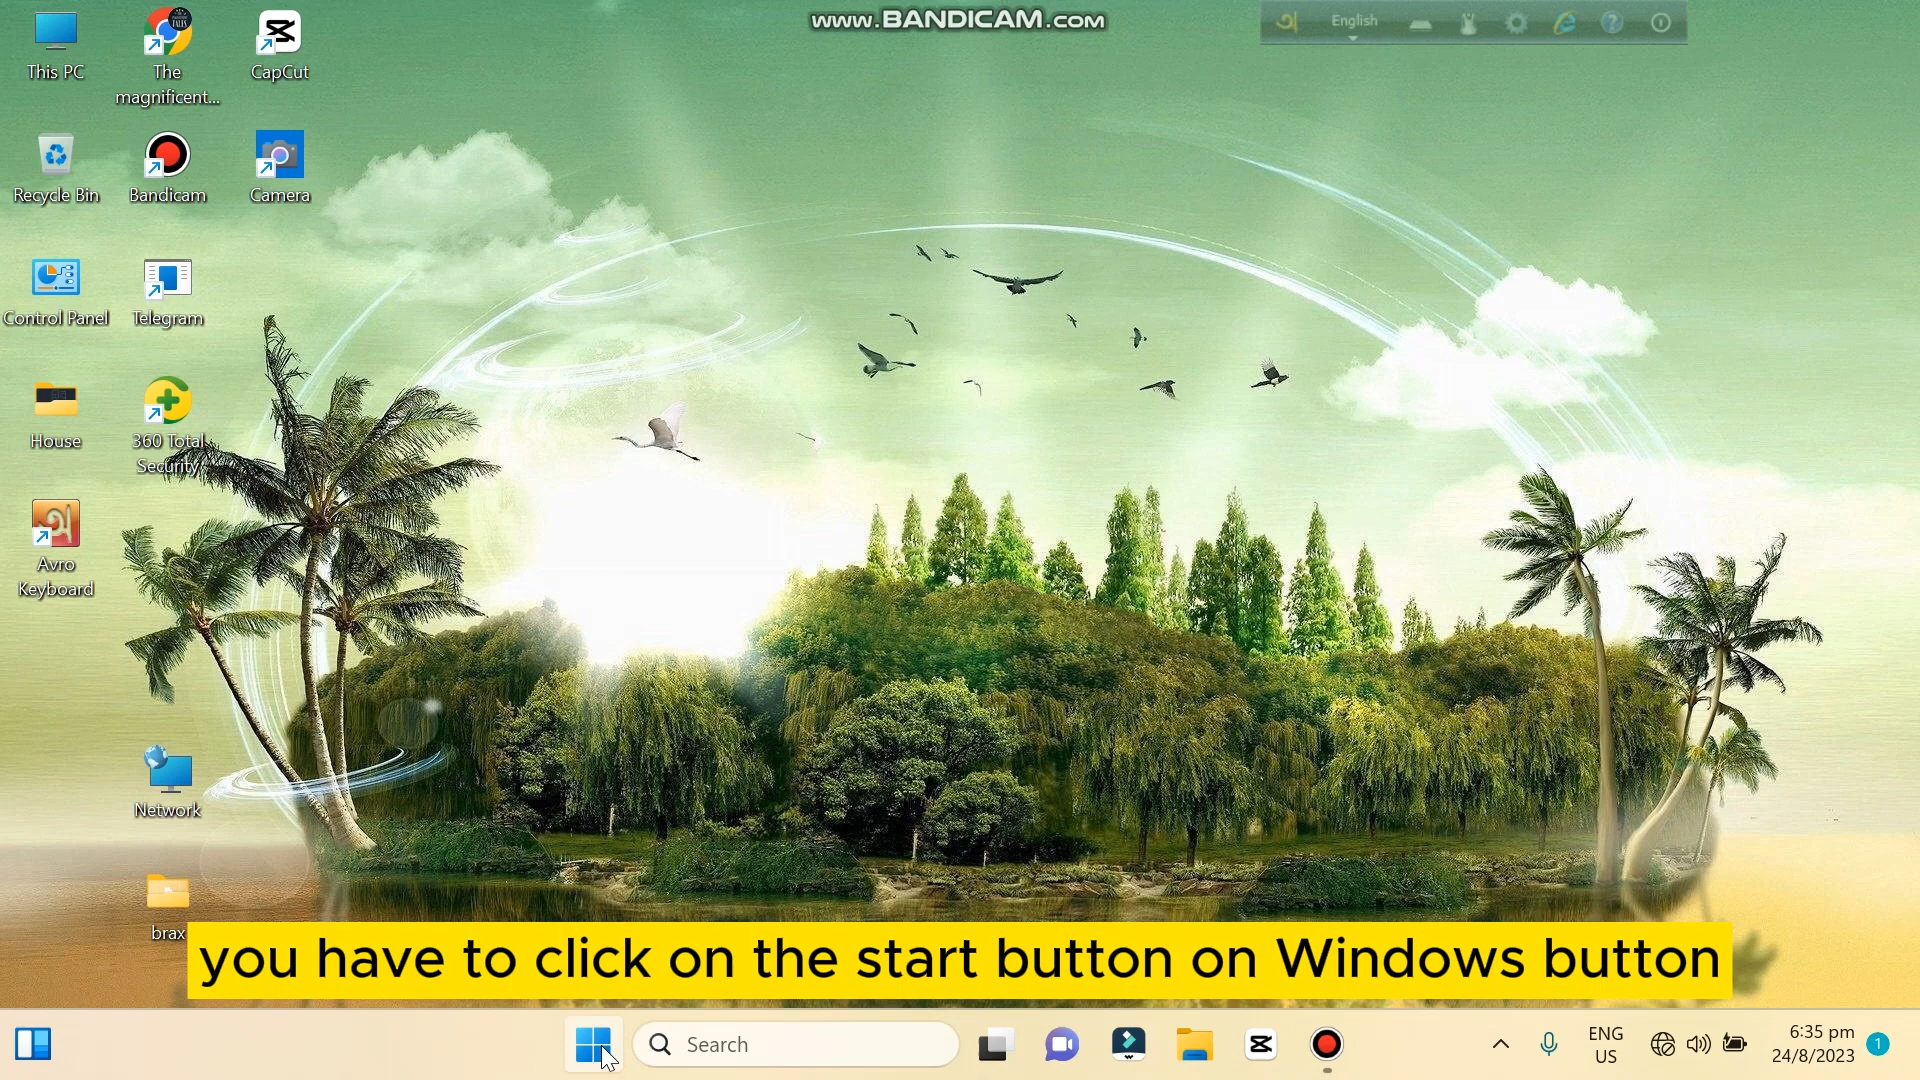 www.BANDICAM.com
English
This PC
The
magnificent...
CapCut
Recycle Bin
Bandicam
Camera
Control Panel
Telegram
House
360 Total
Security
Avro
Keyboard
Network
brax
you have to click on the start button on Windows button
Search
ENG
US
6:35 pm
24/8/2023
1